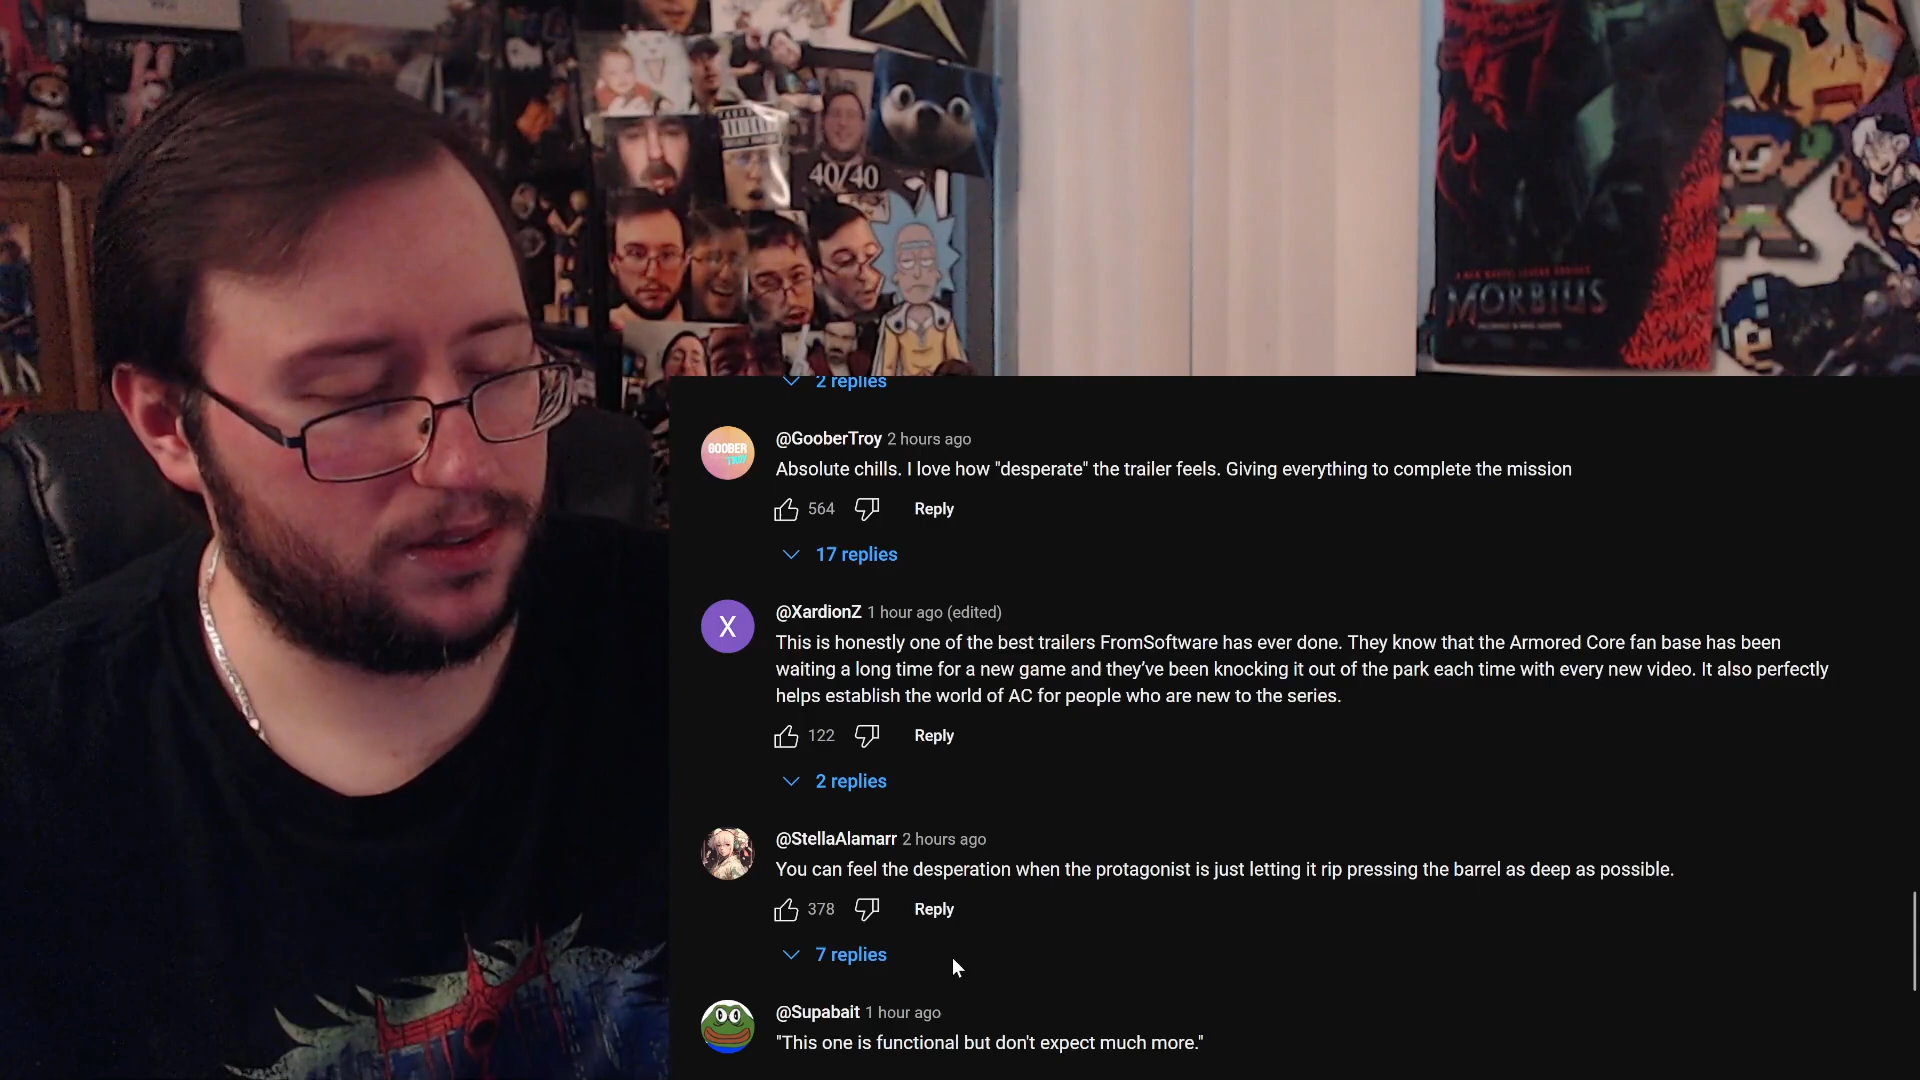 40/40
MORBIUS
2 replies
GOOBER
TROY
@GooberTroy 2 hours ago
Absolute chills. I love how "desperate" the trailer feels. Giving everything to complete the mission
564 Reply
17 replies
X
@XardionZ 1 hour ago (edited)
This is honestly one of the best trailers FromSoftware has ever done. They know that the Armored Core fan base has been
waiting a long time for a new game and they've been knocking it out of the park each time with every new video. It also perfectly
helps establish the world of AC for people who are new to the series.
122 Reply
2 replies
@StellaAlamarr 2 hours ago
You can feel the desperation when the protagonist is just letting it rip pressing the barrel as deep as possible.
378 Reply
7 replies
@Supabait 1 hour ago
"This one is functional but don't expect much more."